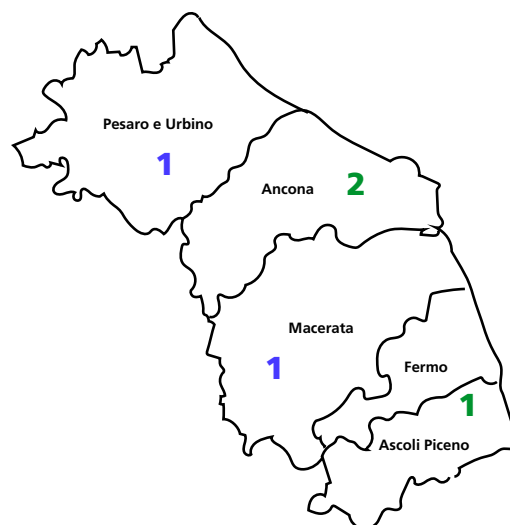 Pesaro e Urbino
1
Ancona 2
Macerata
1
Fermo
1
Ascoli Piceno